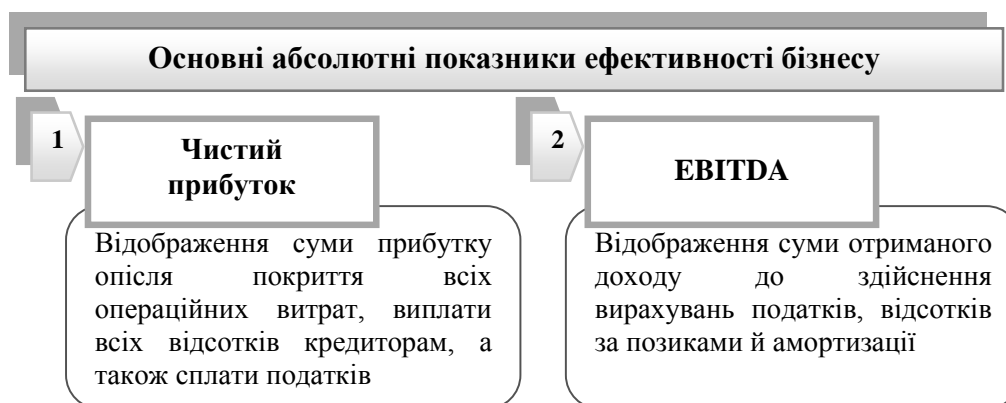 Основні абсолютні показники ефективності бізнесу
1
Чистий
прибуток
Відображення суми прибутку
опісля покриття всіх
операційних витрат, виплати
всіх відсотків кредиторам, а
також сплати податків
2
EBITDA
Відображення суми отриманого
доходу до здійснення
вирахувань податків, відсотків
за позиками й амортизації